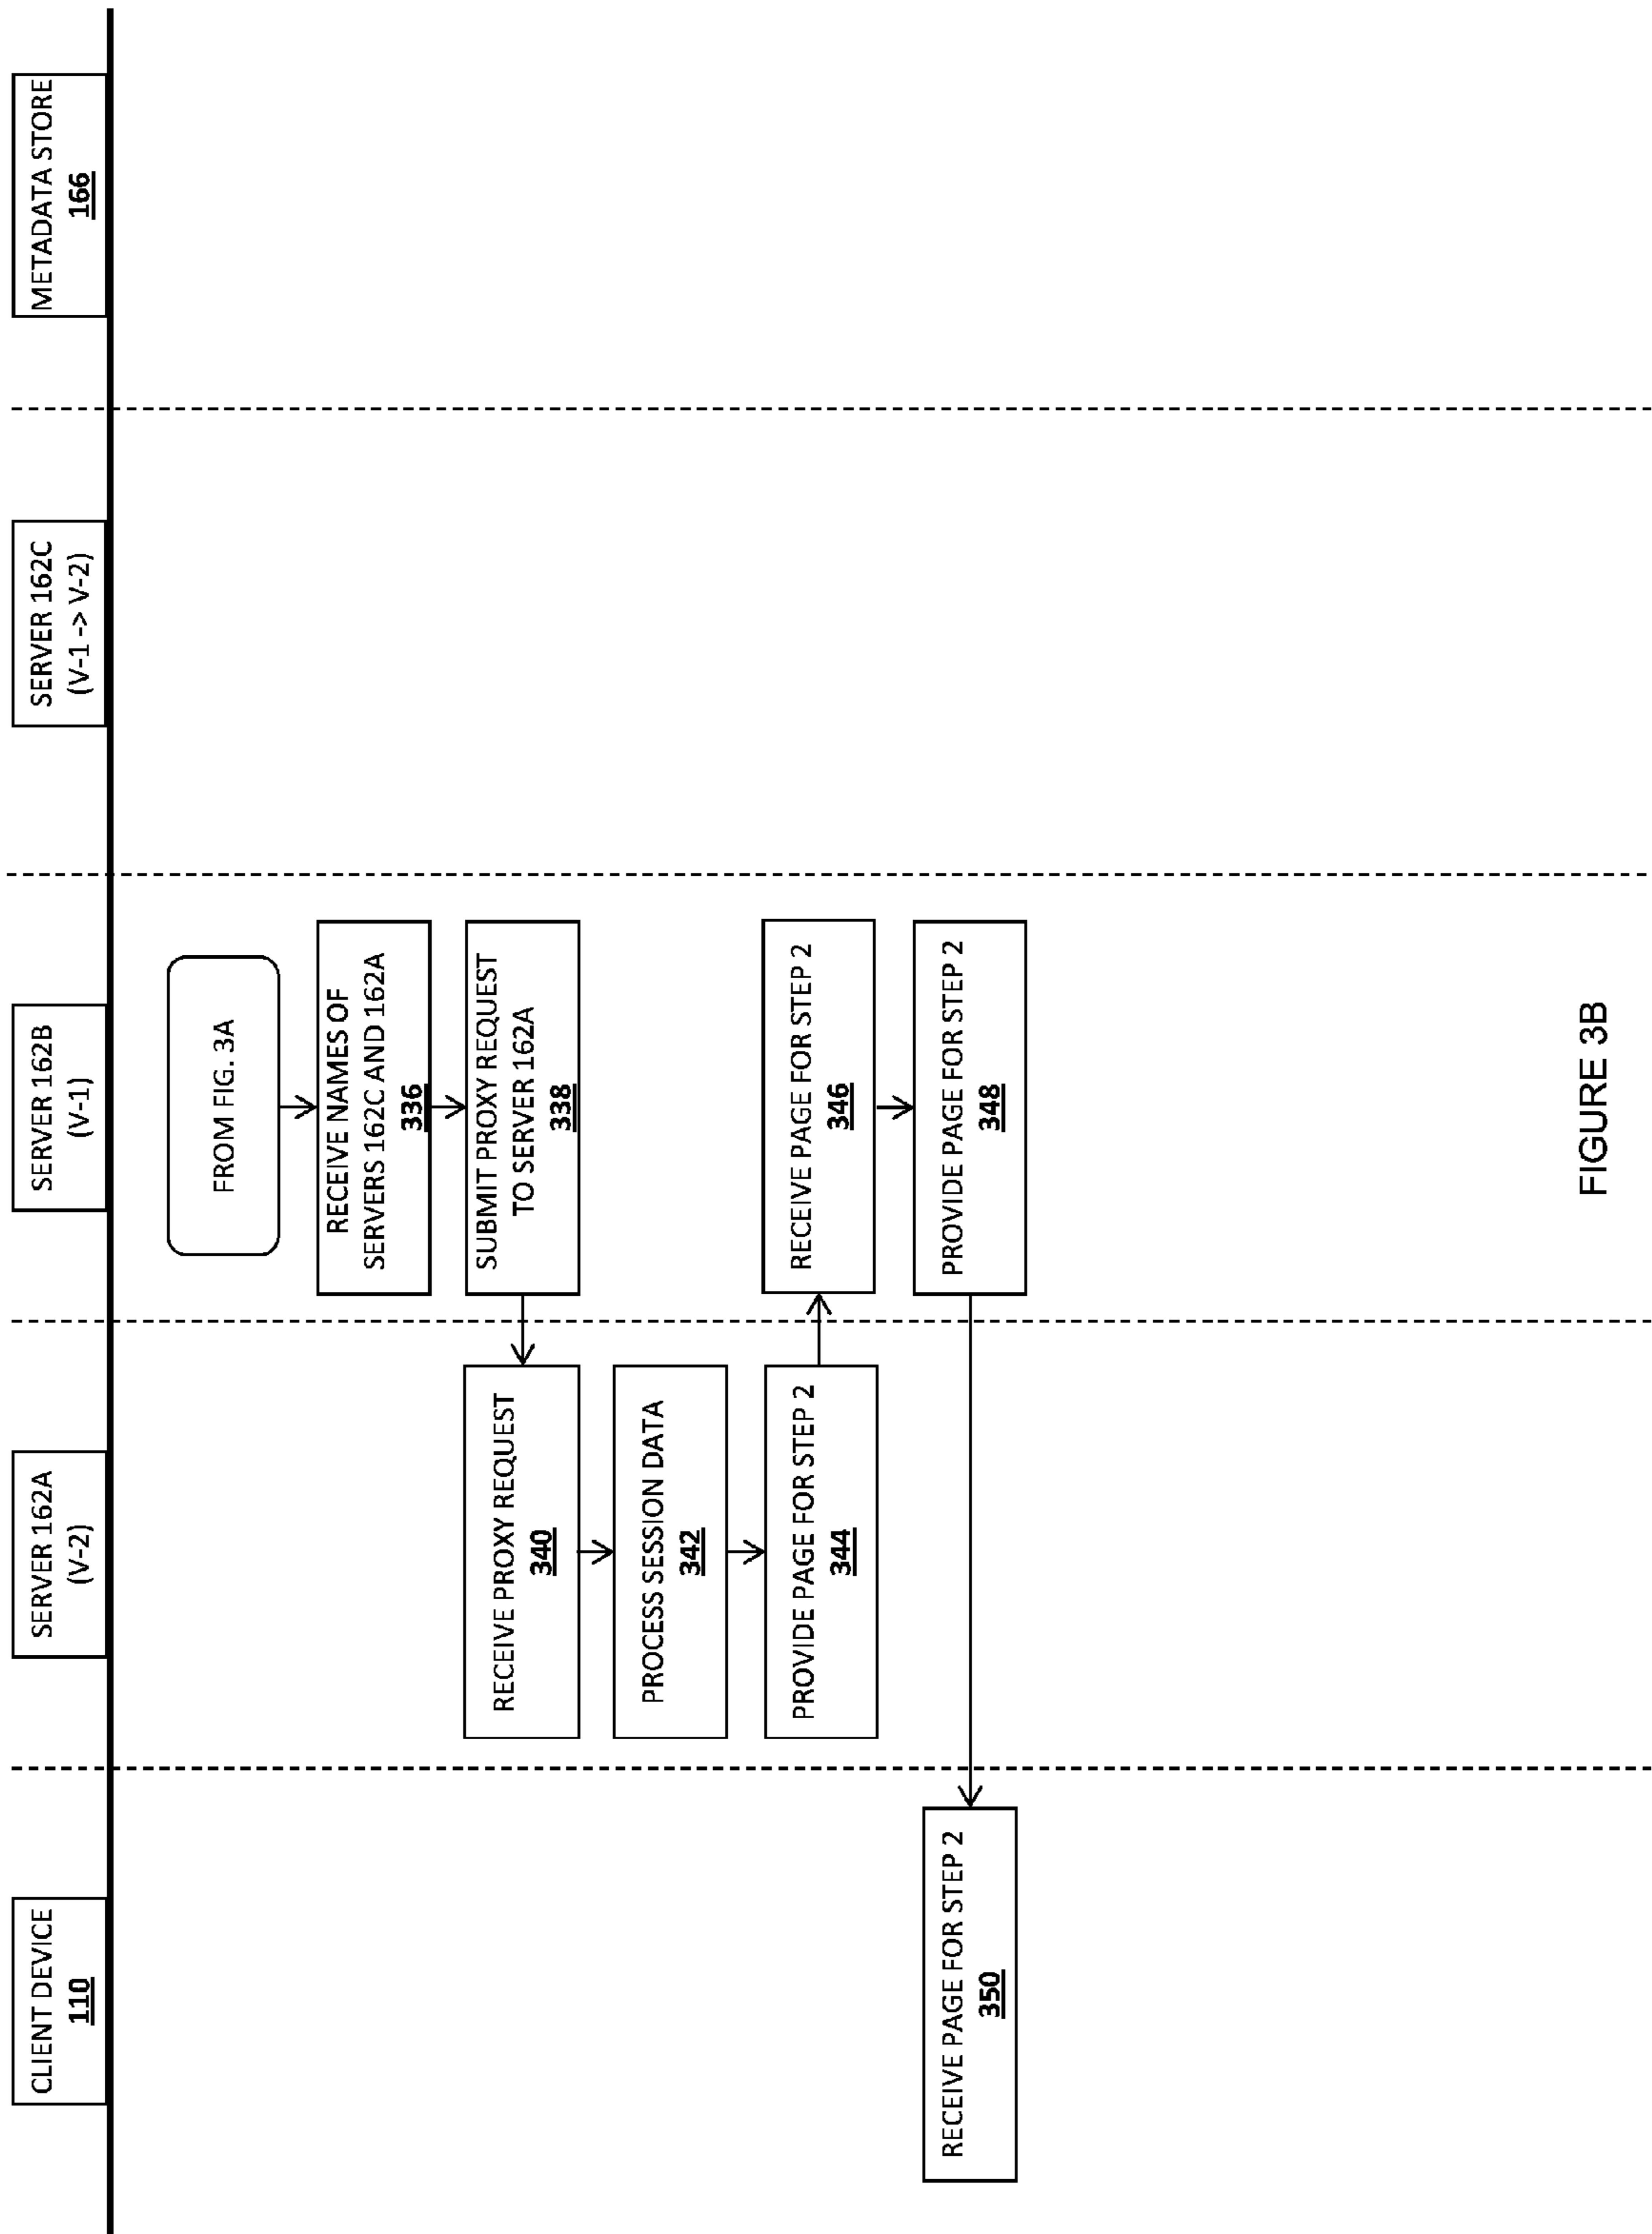 CLIENT DEVICE
110
SERVER 162A
(V-2)
SERVER 162B
(V-1)
SERVER 162C
(V-1 -> V-2)
METADATA STORE
166
FROM FIG. 3A
RECEIVE NAMES OF
SERVERS 162C AND 162A
336
SUBMIT PROXY REQUEST
TO SERVER 162A
338
RECEIVE PROXY REQUEST
340
PROCESS SESSION DATA
342
PROVIDE PAGE FOR STEP 2
344
RECEIVE PAGE FOR STEP 2
346
PROVIDE PAGE FOR STEP 2
348
RECEIVE PAGE FOR STEP 2
350
FIGURE 3B